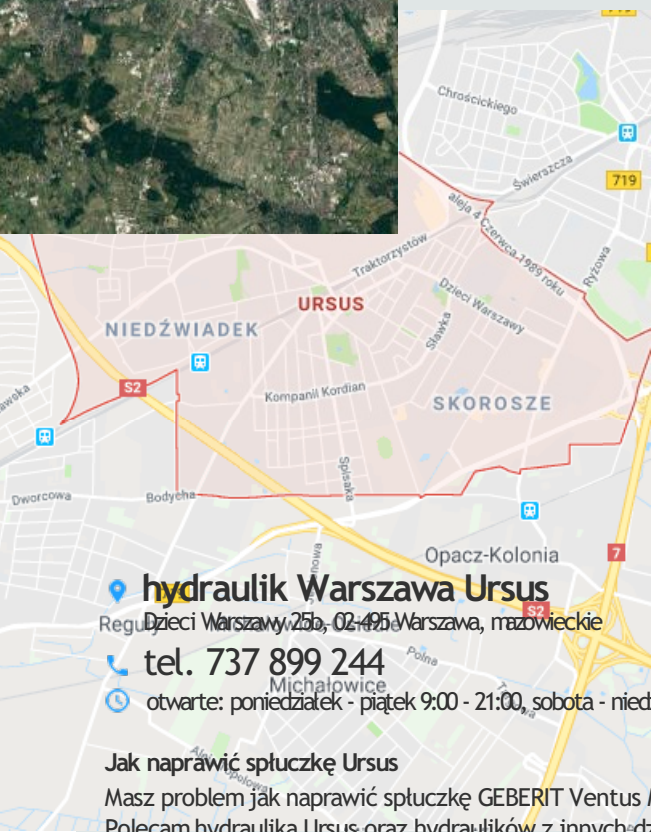 Chrościckiego
Świerszcza
719
aleja 4 Czerwca 1989 roku
Traktorzystów
Ryżowa
Dzieci Warszawy
URSUS
NIEDŹWIADEK
Sławka
S2
Kompanii Kordian
SKOROSZE
Spisaka
Dworcowa
Bodycha
Opacz-Kolonia
7
hydraulik Warszawa Ursus
S2
Dzieci Warszawy 25b, 02-495 Warszawa, mazowieckie
Reguły
tel. 737 899 244
Polna
Michałowice
otwarte: poniedziałek - piątek 9:00 - 21:00, sobota - nied
Jak naprawić spłuczkę Ursus
Masz problem jak naprawić spłuczkę GEBERIT Ventus
Polecam hydraulika Ursus oraz hydraulików z innych